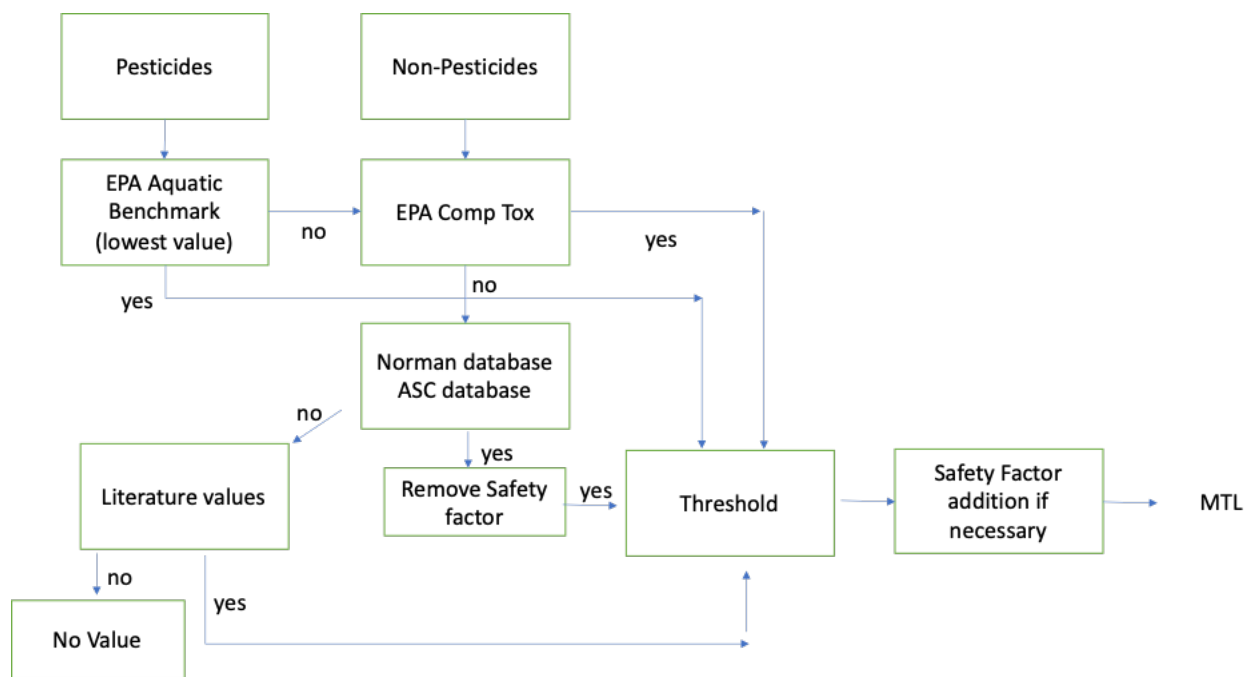 Pesticides
Non-Pesticides
EPA Aquatic
Benchmark
(lowest value)
no
EPA Comp Tox
yes
yes
no
Norman database
ASC database
no
yes
Literature values
Remove Safety
factor
yes
Threshold
Safety Factor
addition if
necessary
MTL
no
yes
No Value